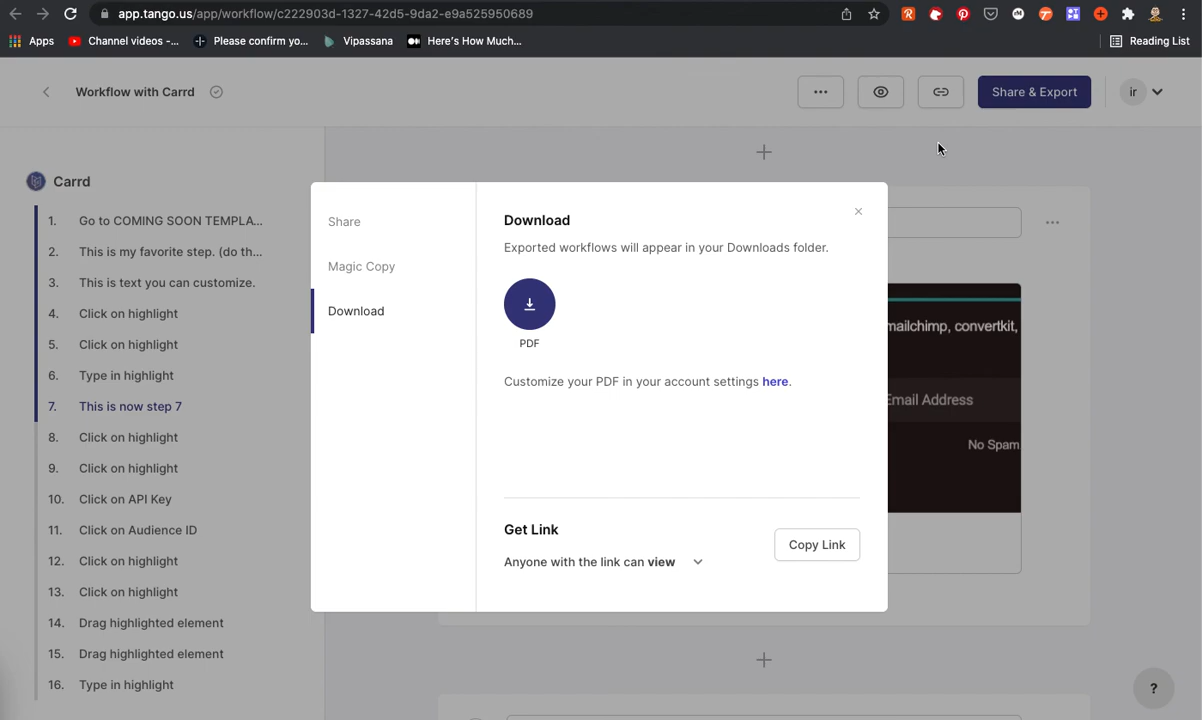 app.tango.us/app/workflow/c222903d-1327-42d5-9da2-e9a525950689
Apps
Channel videos -...
Please confirm yo...
Vipassana
Here's How Much...
Reading List
Workflow with Carrd
Share & Export
ir
Carrd
1. Go to COMING SOON TEMPLA...
2. This is my favorite step. (do th...
3. This is text you can customize.
4. Click on highlight
5. Click on highlight
6. Type in highlight
7. This is now step 7
8. Click on highlight
9. Click on highlight
10. Click on API Key
11. Click on Audience ID
12. Click on highlight
13. Click on highlight
14. Drag highlighted element
15. Drag highlighted element
16. Type in highlight
Share
Magic Copy
Download
Download
Exported workflows will appear in your Downloads folder.
PDF
Customize your PDF in your account settings here.
Get Link
Anyone with the link can view
Copy Link
mailchimp, convertkit,
Email Address
No Spam
?